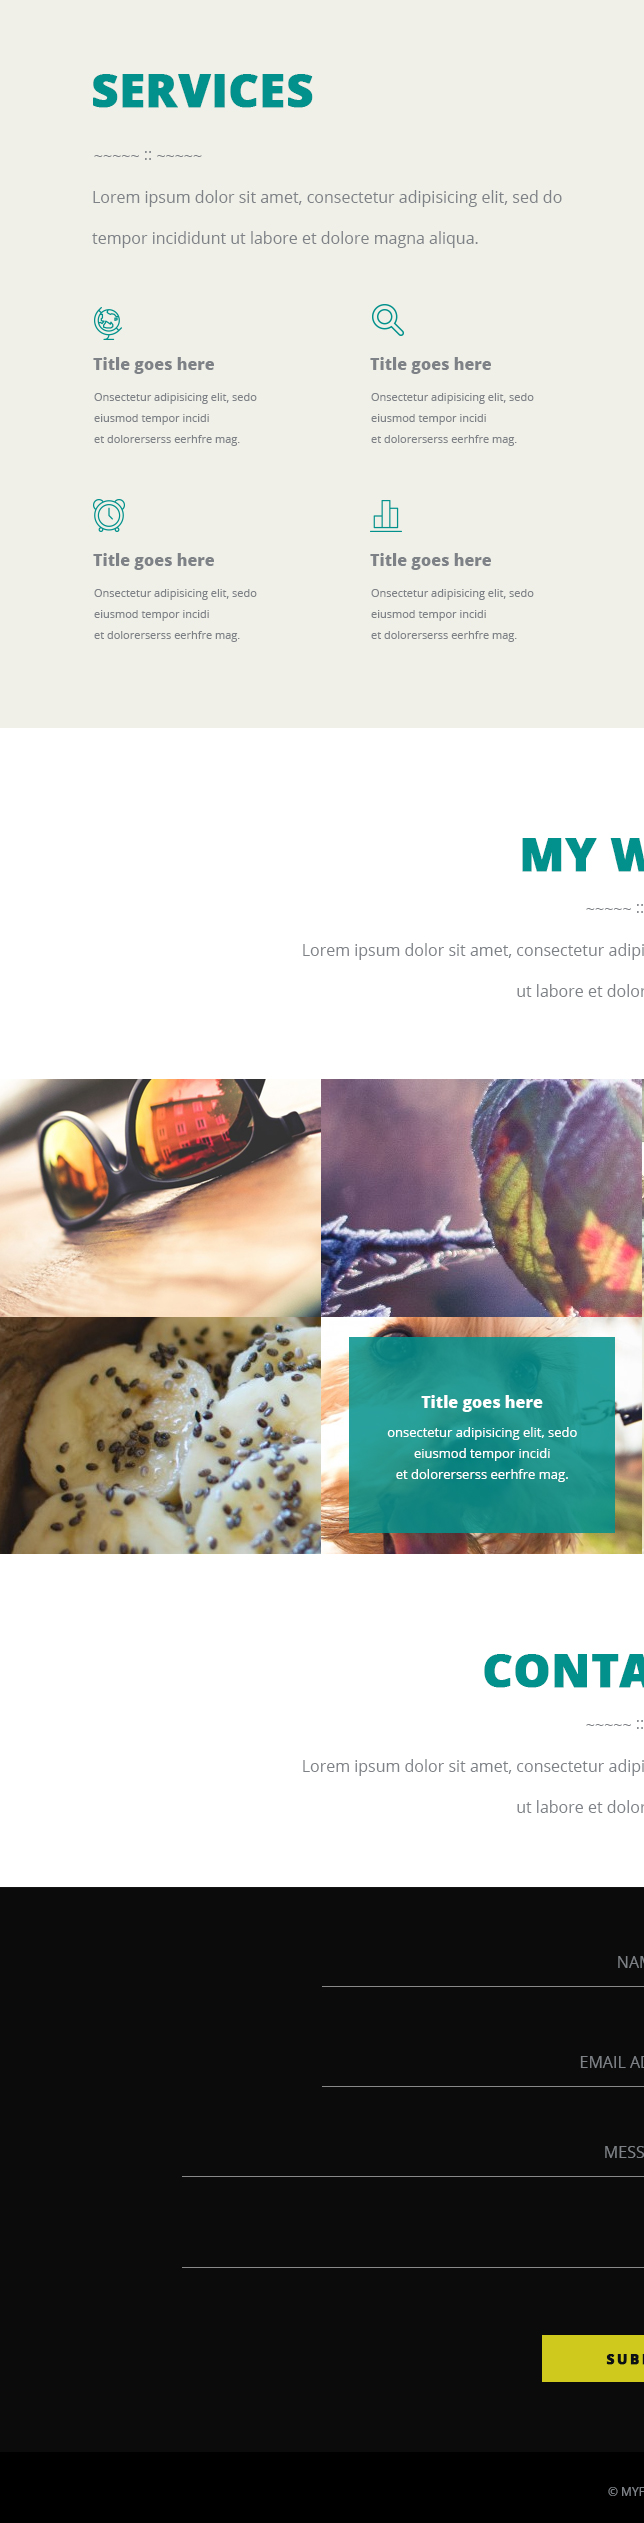 SERVICES
~~~~~ :: ~~~~~
Lorem ipsum dolor sit amet, consectetur adipisicing elit, sed do
tempor incididunt ut labore et dolore magna aliqua.
Title goes here
Onsectetur adipisicing elit, sedo
eiusmod tempor incidi
et dolorerserss eerhfre mag.
Title goes here
Onsectetur adipisicing elit, sedo
eiusmod tempor incidi
et dolorerserss eerhfre mag.
Title goes here
Onsectetur adipisicing elit, sedo
eiusmod tempor incidi
et dolorerserss eerhfre mag.
Title goes here
Onsectetur adipisicing elit, sedo
eiusmod tempor incidi
et dolorerserss eerhfre mag.
MY
~~~~~ ::
Lorem ipsum dolor sit amet, consectetur adipi
ut labore et dolor
Title goes here
onsectetur adipisicing elit, sedo
eiusmod tempor incidi
et dolorerserss eerhfre mag.
CONTA
~~~~~ ::
Lorem ipsum dolor sit amet, consectetur adipi
ut labore et dolor
NAM
EMAIL AD
MESS
SUB
© MYF